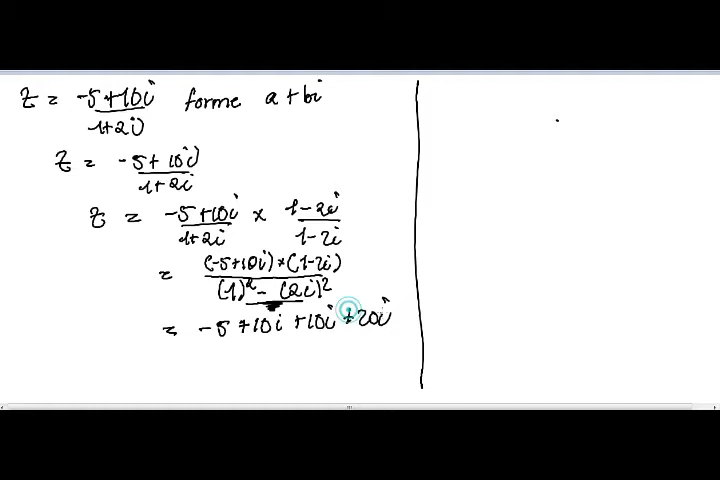 Z = -5+10i / 1+2i forme a+bi
Z = -5+10i / 1+2i
Z = -5+10i / 1+2i × 1-2i / 1-2i
= (-5+10i)×(1-2i) / (1)² - (2i)²
= -5+10i+10i+20i